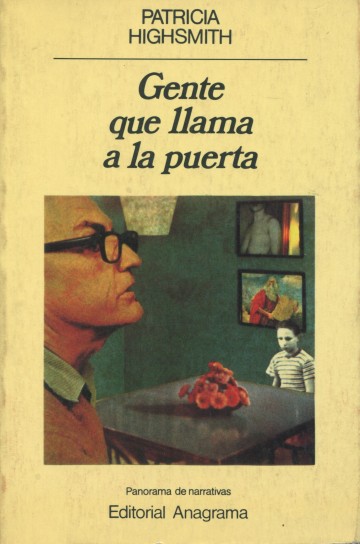 PATRICIA
HIGHSMITH
Gente
que llama
a la puerta
Panorama de narrativas
Editorial Anagrama